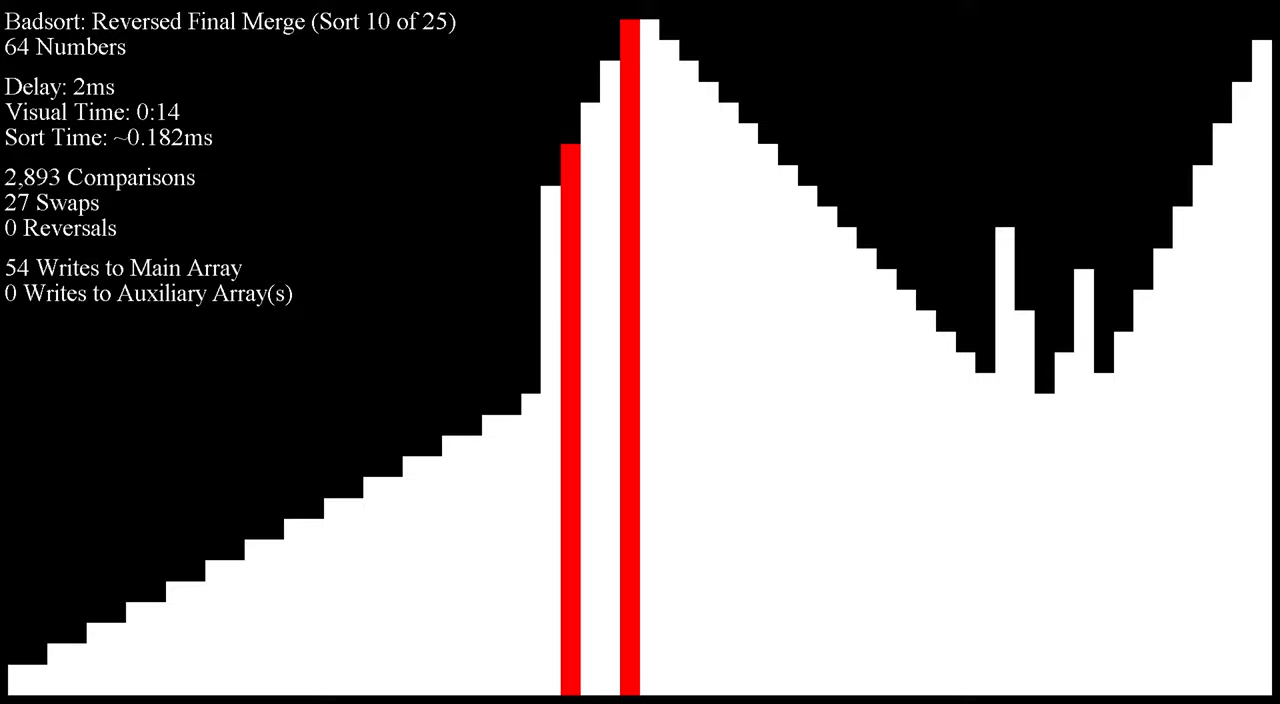 Badsort: Reversed Final Merge (Sort 10 of 25)
64 Numbers
Delay: 2ms
Visual Time: 0:14
Sort Time: ~0.182ms
2,893 Comparisons
27 Swaps
0 Reversals
54 Writes to Main Array
0 Writes to Auxiliary Array(s)